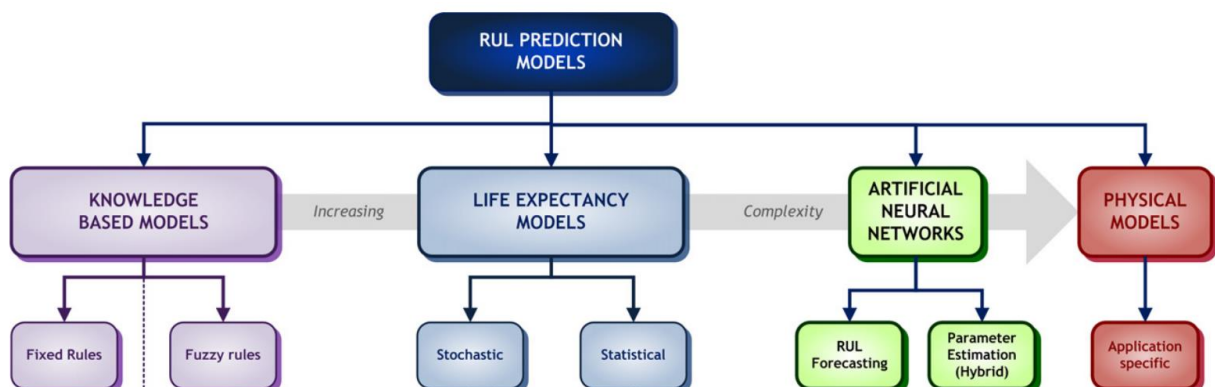 RUL PREDICTION
MODELS
KNOWLEDGE
BASED MODELS
Increasing
LIFE EXPECTANCY
MODELS
Complexity
ARTIFICIAL
NEURAL
NETWORKS
PHYSICAL
MODELS
Fixed Rules
Fuzzy rules
Stochastic
Statistical
RUL
Forecasting
Parameter
Estimation
(Hybrid)
Application
specific